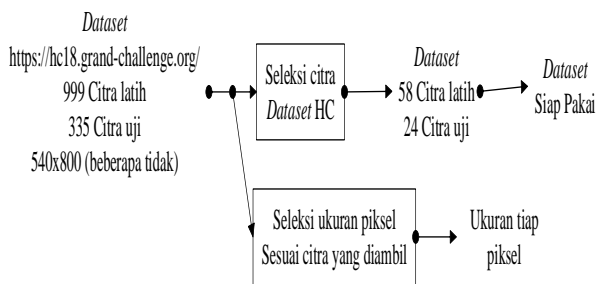 Dataset
https://hc18.grand-challenge.org/
999 Citra latih
335 Citra uji
540x800 (beberapa tidak)
Seleksi citra
Dataset HC
Dataset
58 Citra latih
24 Citra uji
Dataset
Siap Pakai
Seleksi ukuran piksel
Sesuai citra yang diambil
Ukuran tiap
piksel